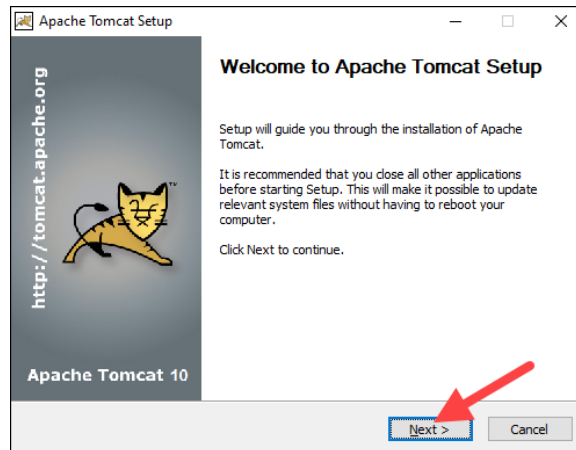 Apache Tomcat Setup
http://tomcat.apache.org
TM
Apache Tomcat 10
Welcome to Apache Tomcat Setup
Setup will guide you through the installation of Apache
Tomcat.
It is recommended that you close all other applications
before starting Setup. This will make it possible to update
relevant system files without having to reboot your
computer.
Click Next to continue.
Next >
Cancel